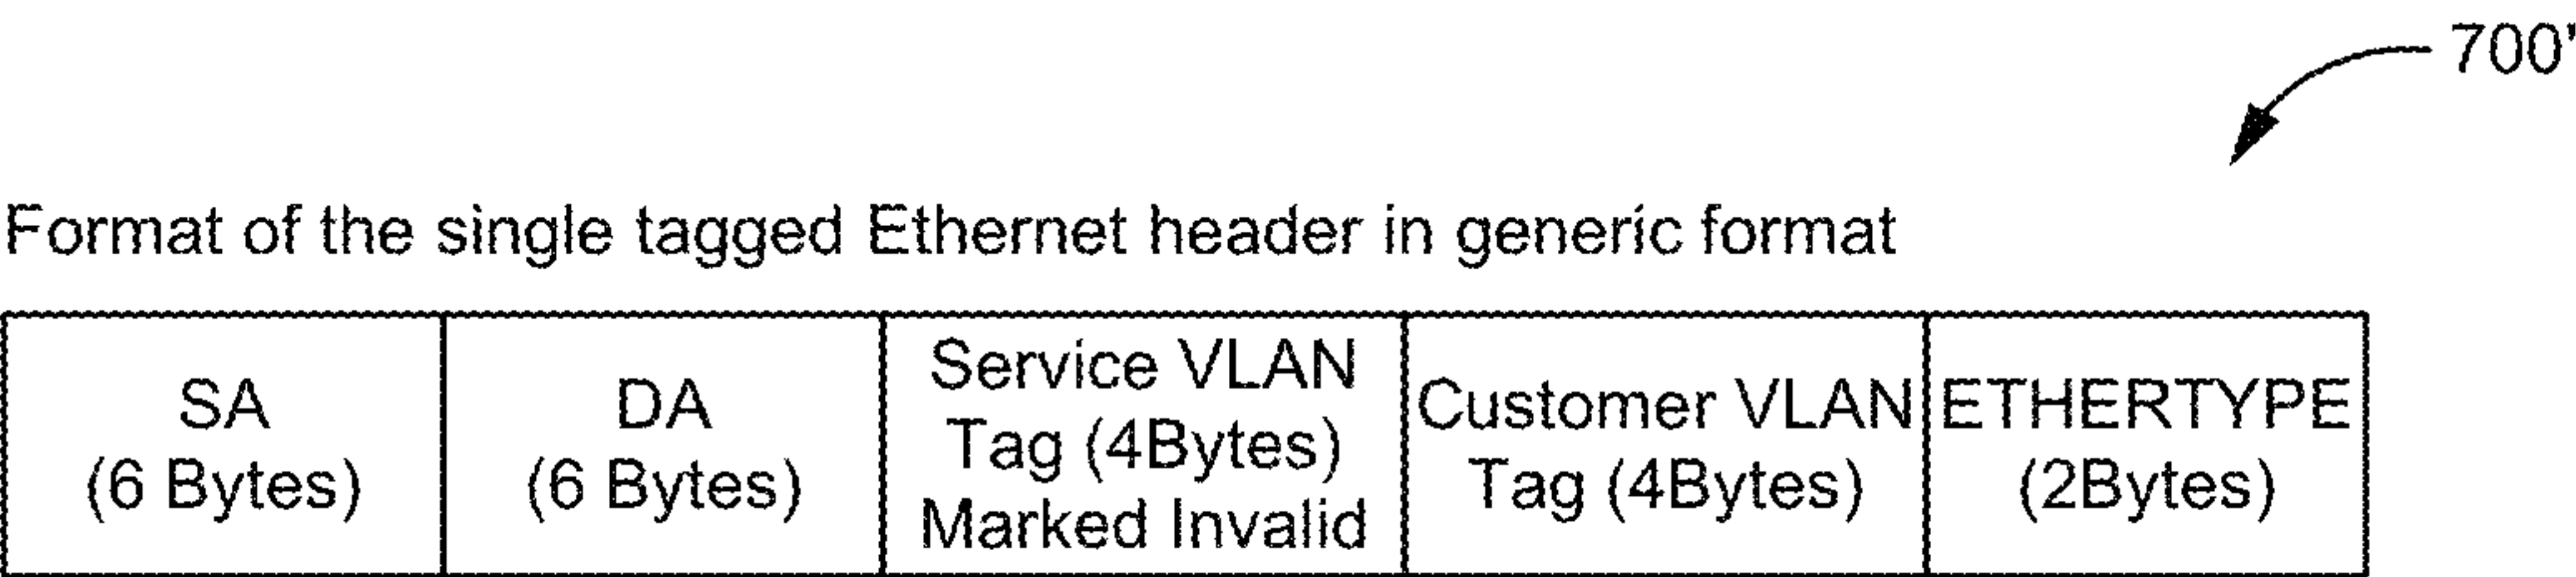 700'
Format of the single tagged Ethernet header in generic format
SA
(6 Bytes)
DA
(6 Bytes)
Service VLAN
Tag (4Bytes)
Marked Invalid
Customer VLAN
Tag (4Bytes)
ETHERTYPE
(2Bytes)